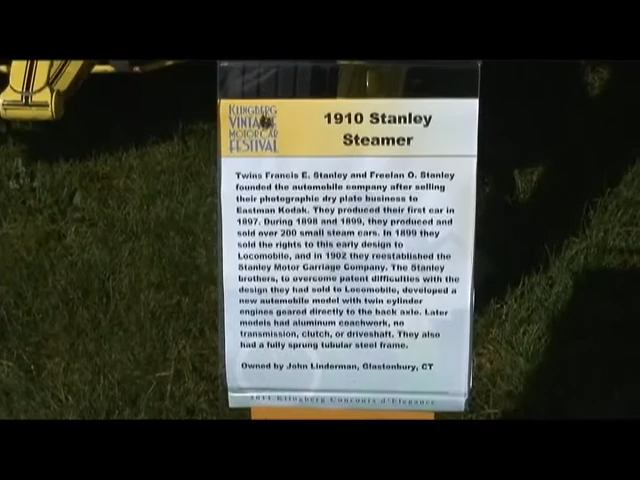 KLINGBERG
VINTAGE
MOTORCAR
FESTIVAL
1910 Stanley
Steamer
Twins Francis E. Stanley and Freelan O. Stanley
founded the automobile company after selling
their photographic dry plate business to
Eastman Kodak. They produced their first car in
1897. During 1898 and 1899, they produced and
sold over 200 small steam cars. In 1899 they
sold the rights to this early design to
Locomobile, and in 1902 they reestablished the
Stanley Motor Carriage Company. The Stanley
brothers, to overcome patent difficulties with the
design they had sold to Locomobile, developed a
new automobile model with twin cylinder
engines geared directly to the back axle. Later
models had aluminum coachwork, no
transmission, clutch, or driveshaft. They also
had a fully sprung tubular steel frame.
Owned by John Linderman, Glastonbury, CT
2011 Klingberg Concours d'Elegance